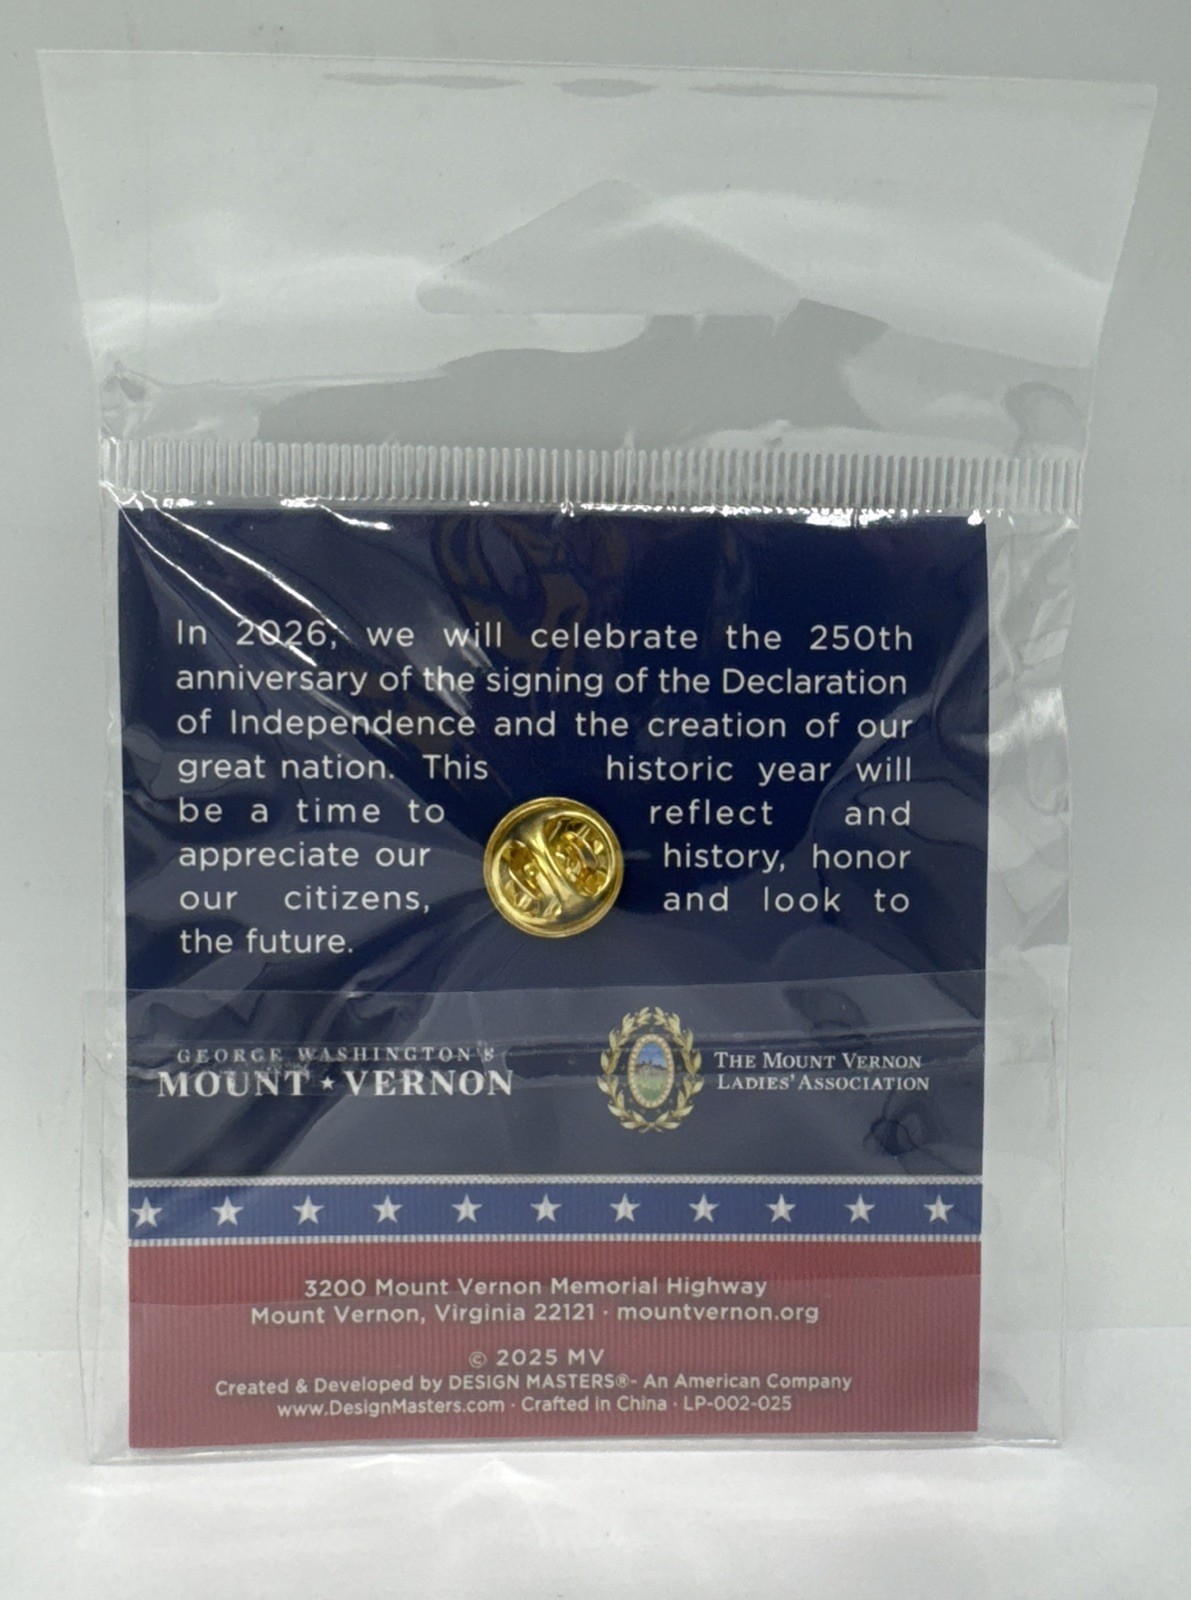 In 2026, we will celebrate the 250th
anniversary of the signing of the Declaration
of Independence and the creation of our
great nation. This historic year will
be a time to reflect and
appreciate our history, honor
our citizens, and look to
the future.
GEORGE WASHINGTON'S
MOUNT ★ VERNON
THE MOUNT VERNON
LADIES' ASSOCIATION
3200 Mount Vernon Memorial Highway
Mount Vernon, Virginia 22121 · mountvernon.org
© 2025 MV
Created & Developed by DESIGN MASTERS®- An American Company
www.DesignMasters.com · Crafted in China · LP-002-025